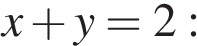 x + y = 2 :